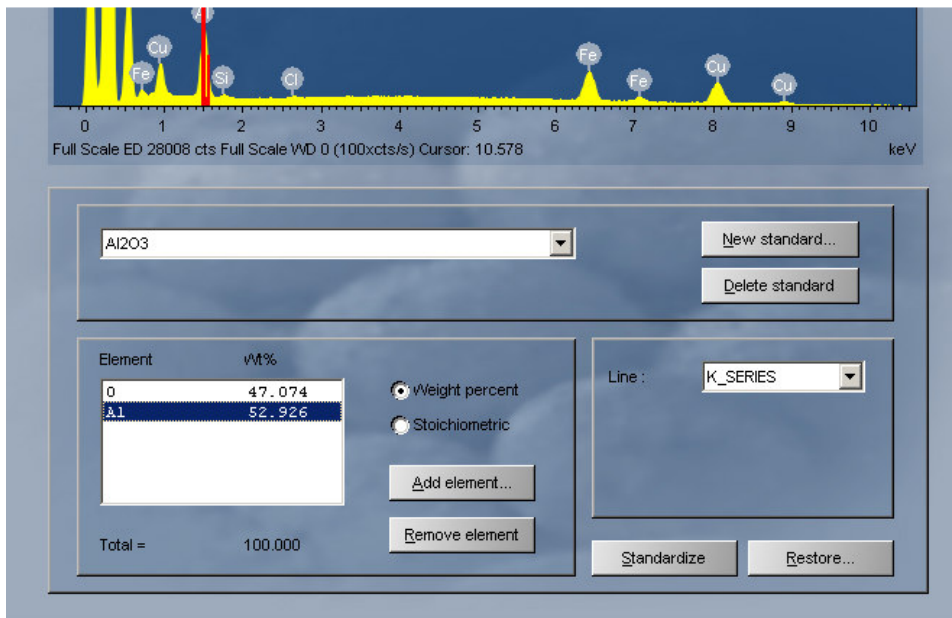 Al
Cu
Fe
Si
Cl
Fe
Fe
Cu
Cu
0 1 2 3 4 5 6 7 8 9 10
Full Scale ED 28008 cts Full Scale WD 0 (100xcts/s) Cursor: 10.578 keV
Al2O3
New standard...
Delete standard
Element Wt%
O 47.074
Al 52.926
Total = 100.000
Weight percent
Stoichiometric
Add element...
Remove element
Line : K_SERIES
Standardize Restore...